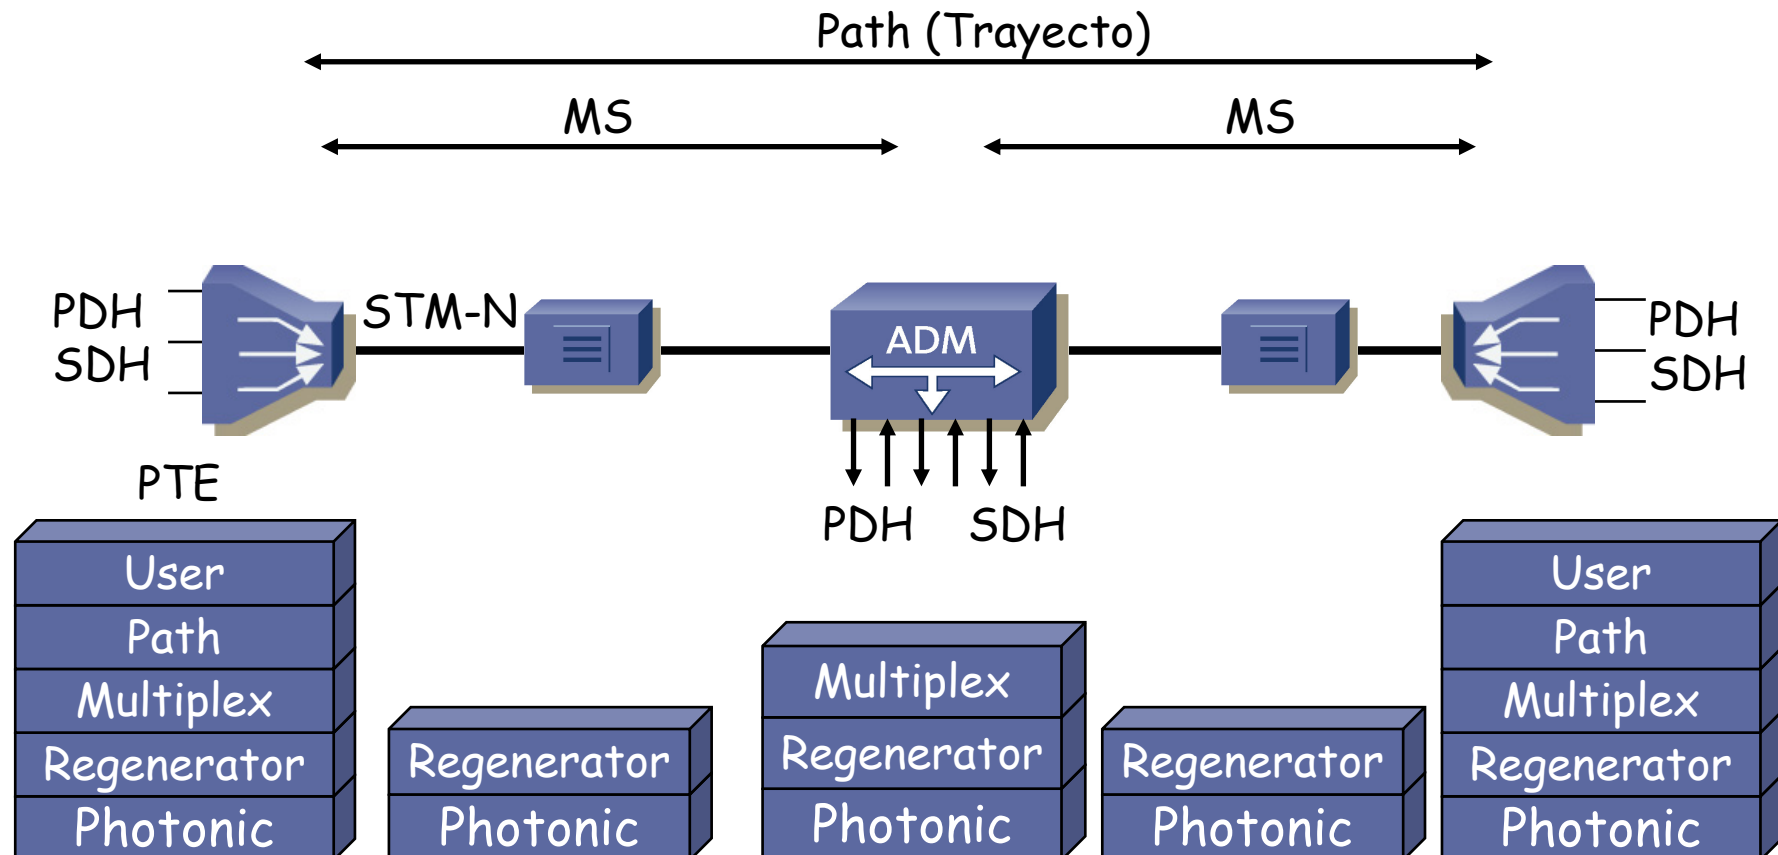 Path (Trayecto)
MS MS
PDH STM-N ADM PDH
SDH SDH
PTE
PDH SDH
User User
Path Path
Multiplex Multiplex Multiplex
Regenerator Regenerator Regenerator Regenerator Regenerator
Photonic Photonic Photonic Photonic Photonic